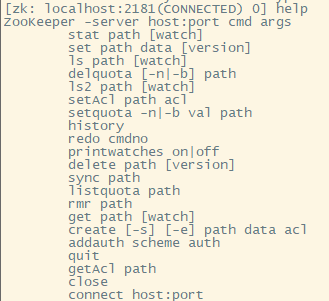 [zk: localhost:2181(CONNECTED) 0] help
ZooKeeper -server host:port cmd args
stat path [watch]
set path data [version]
ls path [watch]
delquota [-n|-b] path
ls2 path [watch]
setAcl path acl
setquota -n|-b val path
history
redo cmdno
printwatches on|off
delete path [version]
sync path
listquota path
rmr path
get path [watch]
create [-s] [-e] path data acl
addauth scheme auth
quit
getAcl path
close
connect host:port